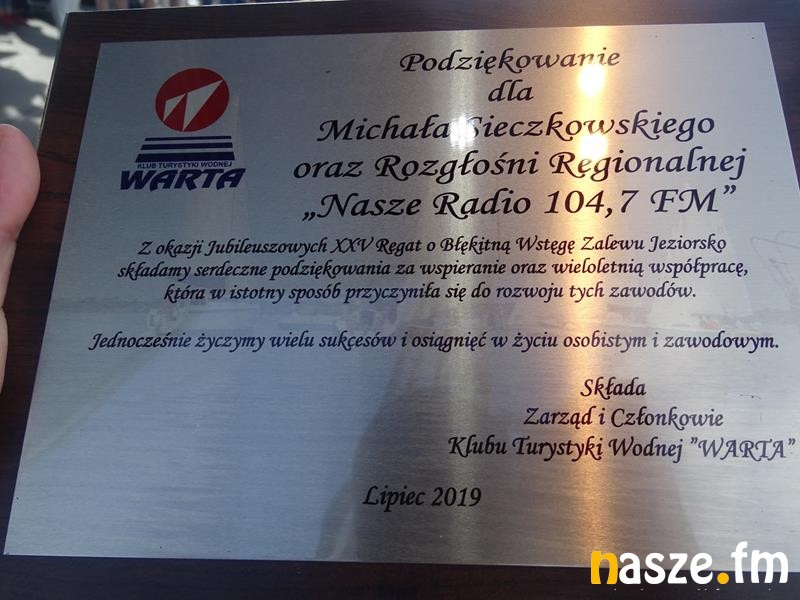 KLUB TURYSTYKI WODNEJ
WARTA
Podziękowanie
dla
Michała Sieczkowskiego
oraz Rozgłośni Regionalnej
„Nasze Radio 104,7 FM”
Z okazji Jubileuszowych XXV Regat o Błękitną Wstęgę Zalewu Jeziorsko
składamy serdeczne podziękowania za wspieranie oraz wieloletnią współpracę,
która w istotny sposób przyczyniła się do rozwoju tych zawodów.
Jednocześnie życzymy wielu sukcesów i osiągnięć w życiu osobistym i zawodowym.
Składa
Zarząd i Członkowie
Klubu Turystyki Wodnej ”WARTA”
Lipiec 2019
nasze.fm